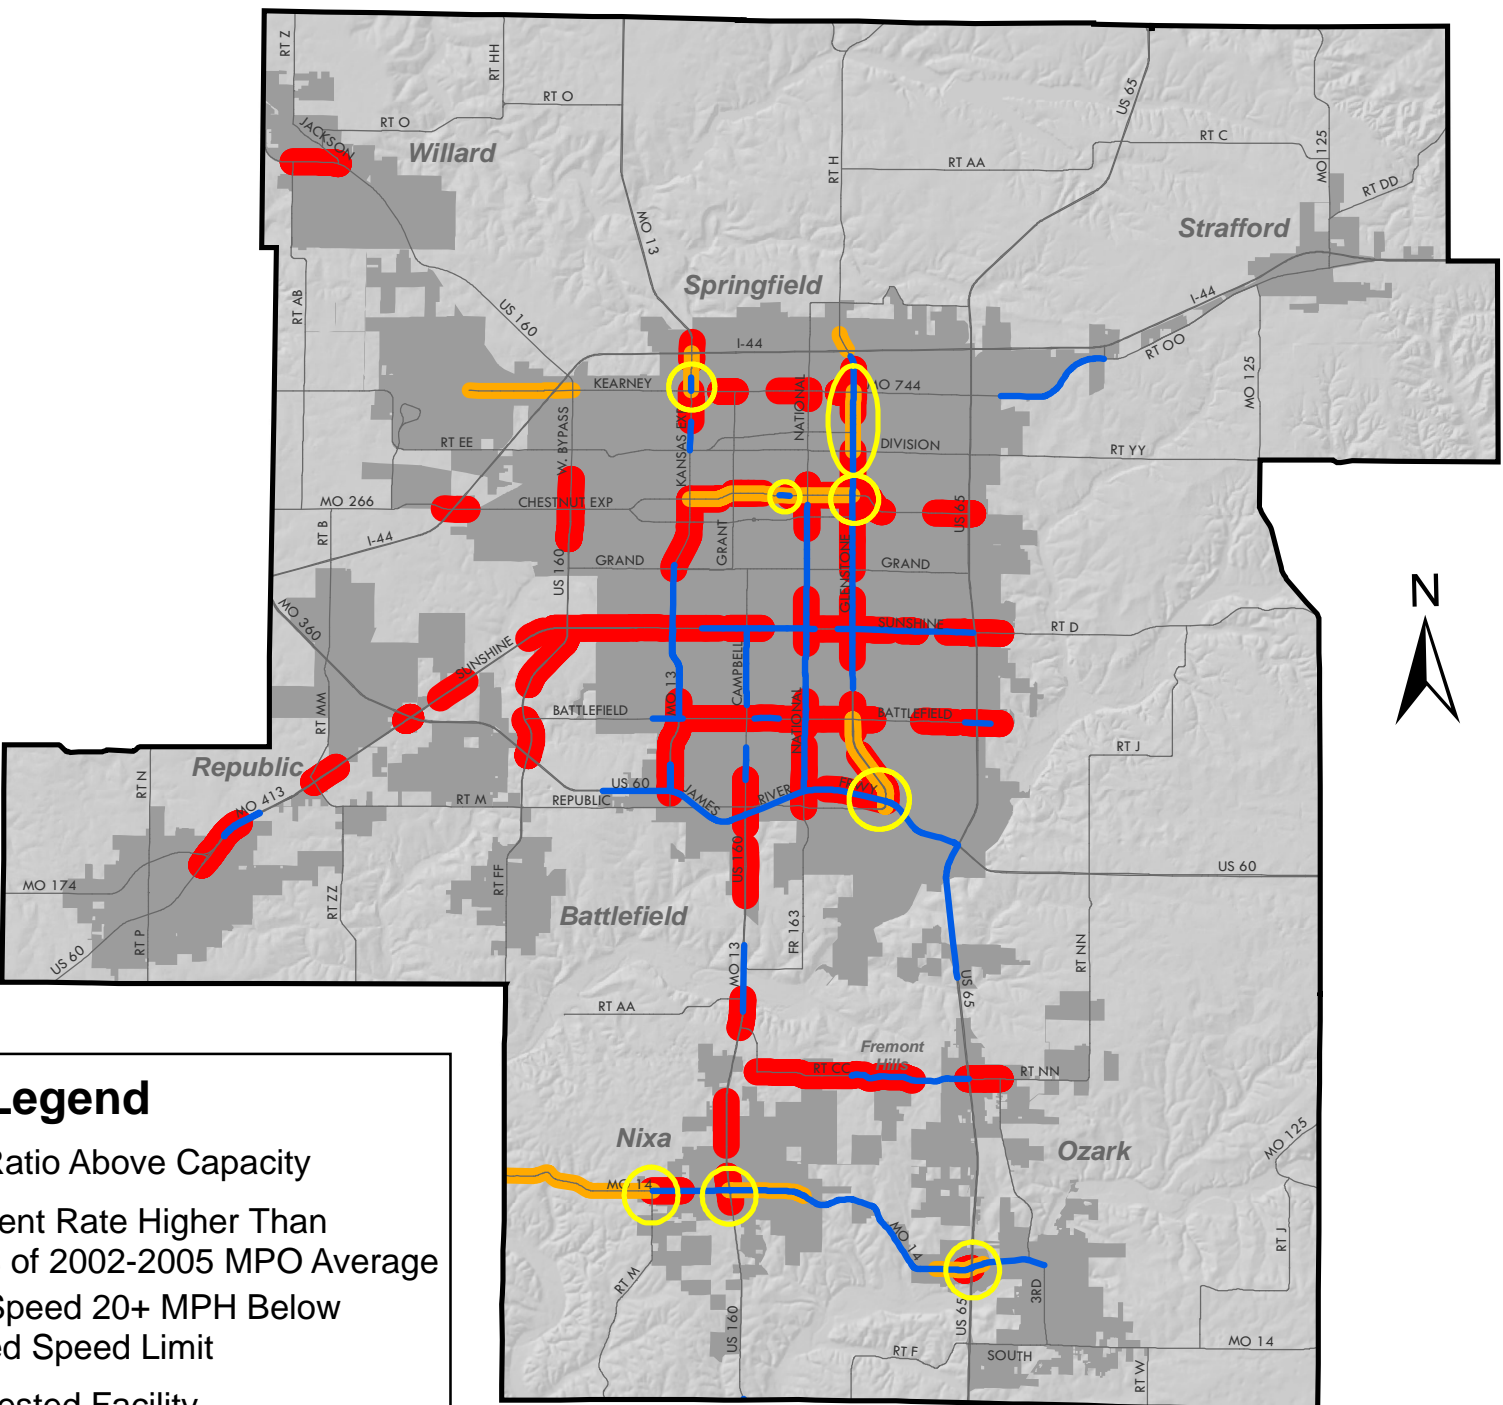 RT Z
RT HH
RT O
RT O
JACKSON
Willard
US 65
RT C
RT AA
MO 125
RT DD
RT H
MO 13
Strafford
Springfield
RT AB
US 160
I-44
I-44
RT OO
KEARNEY
MO 744
MO 125
NATIONAL
KANSAS EXP
W. BYPASS
RT EE
DIVISION
RT YY
MO 266
CHESTNUT EXP
US 65
RT B
I-44
GRANT
GRAND
GRAND
US 160
GLENSTONE
MO 360
SUNSHINE
RT D
SUNSHINE
CAMPBELL
MO 13
RT MM
BATTLEFIELD
NATIONAL
BATTLEFIELD
RT J
Republic
RT N
MO 413
RT M
US 60
REPUBLIC
JAMES
RIVER
US 160
US 60
MO 174
RT ZZ
RT FF
Battlefield
FR 163
RT P
US 60
MO 13
RT NN
US 65
RT AA
Fremont
Hills
RT CC
RT NN
Nixa
Ozark
MO 125
MO 14
MO 14
RT J
RT M
3RD
US 160
US 65
RT F
SOUTH
MO 14
RT W
N
Legend
Ratio Above Capacity
ent Rate Higher Than
of 2002-2005 MPO Average
Speed 20+ MPH Below
ed Speed Limit
ested Facility